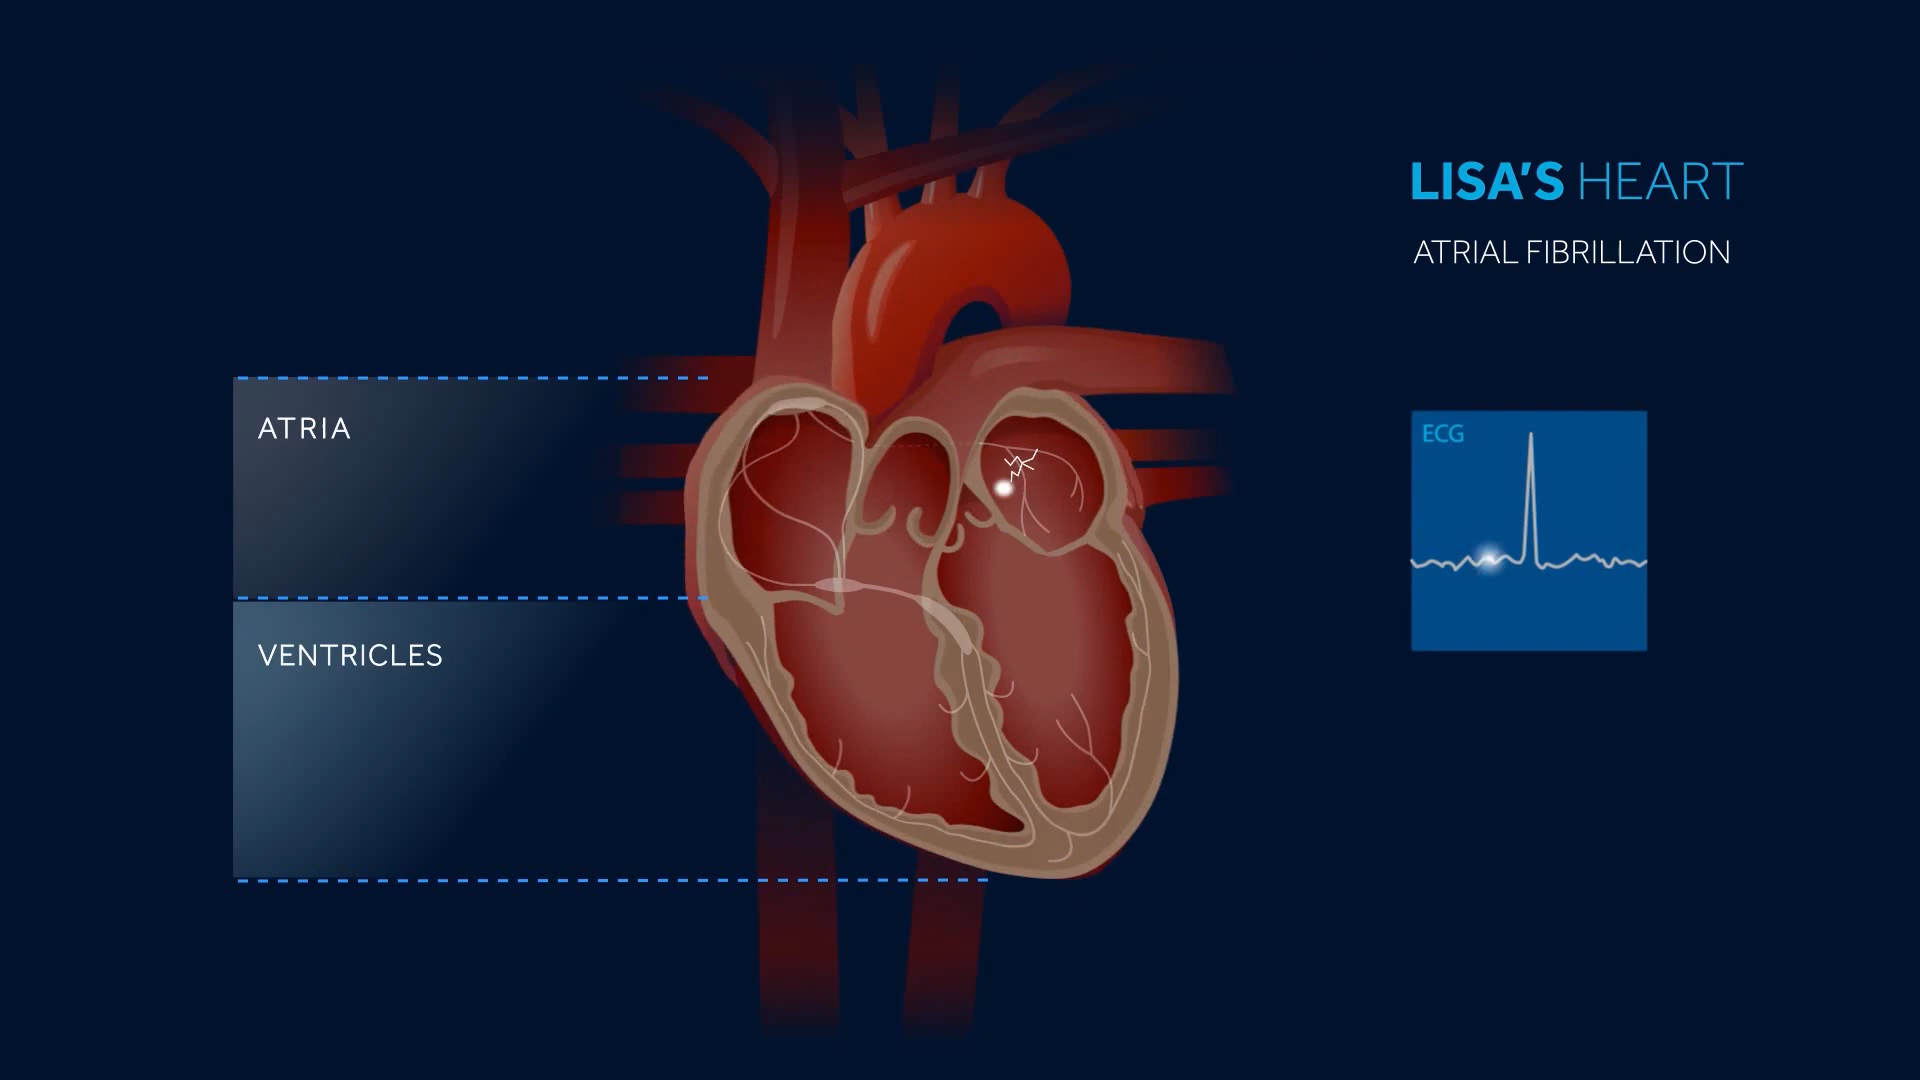 LISA'S HEART
ATRIAL FIBRILLATION
ATRIA
ECG
VENTRICLES